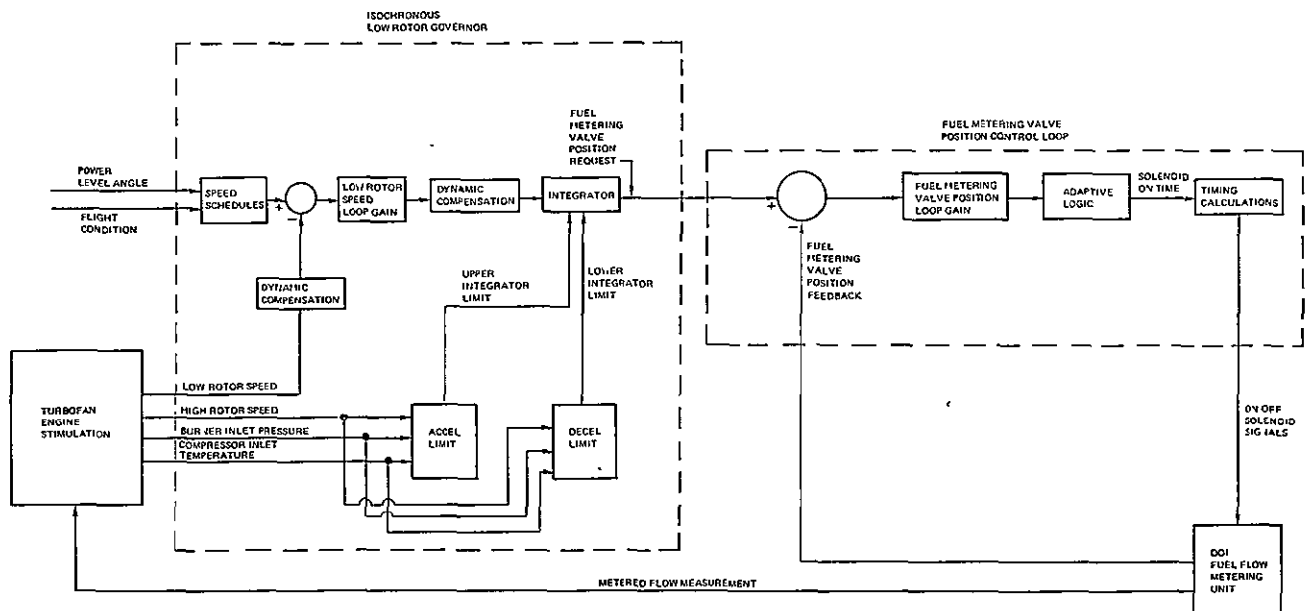 ISOCHRONOUS
LOW ROTOR GOVERNOR
FUEL
METERING
VALVE
POSITION
REQUEST
FUEL METERING VALVE
POSITION CONTROL LOOP
POWER
LEVEL ANGLE
FLIGHT
CONDITION
SPEED
SCHEDULES
+
−
LOW ROTOR
SPEED
LOOP GAIN
DYNAMIC
COMPENSATION
INTEGRATOR
+
−
FUEL METERING
VALVE POSITION
LOOP GAIN
ADAPTIVE
LOGIC
SOLENOID
ON TIME
TIMING
CALCULATIONS
DYNAMIC
COMPENSATION
UPPER
INTEGRATOR
LIMIT
LOWER
INTEGRATOR
LIMIT
FUEL
METERING
VALVE
POSITION
FEEDBACK
TURBOFAN
ENGINE
STIMULATION
LOW ROTOR SPEED
HIGH ROTOR SPEED
BURNER INLET PRESSURE
COMPRESSOR INLET
TEMPERATURE
ACCEL
LIMIT
DECEL
LIMIT
ON OFF
SOLENOID
SIGNALS
METERED FLOW MEASUREMENT
FUEL FLOW
METERING
UNIT